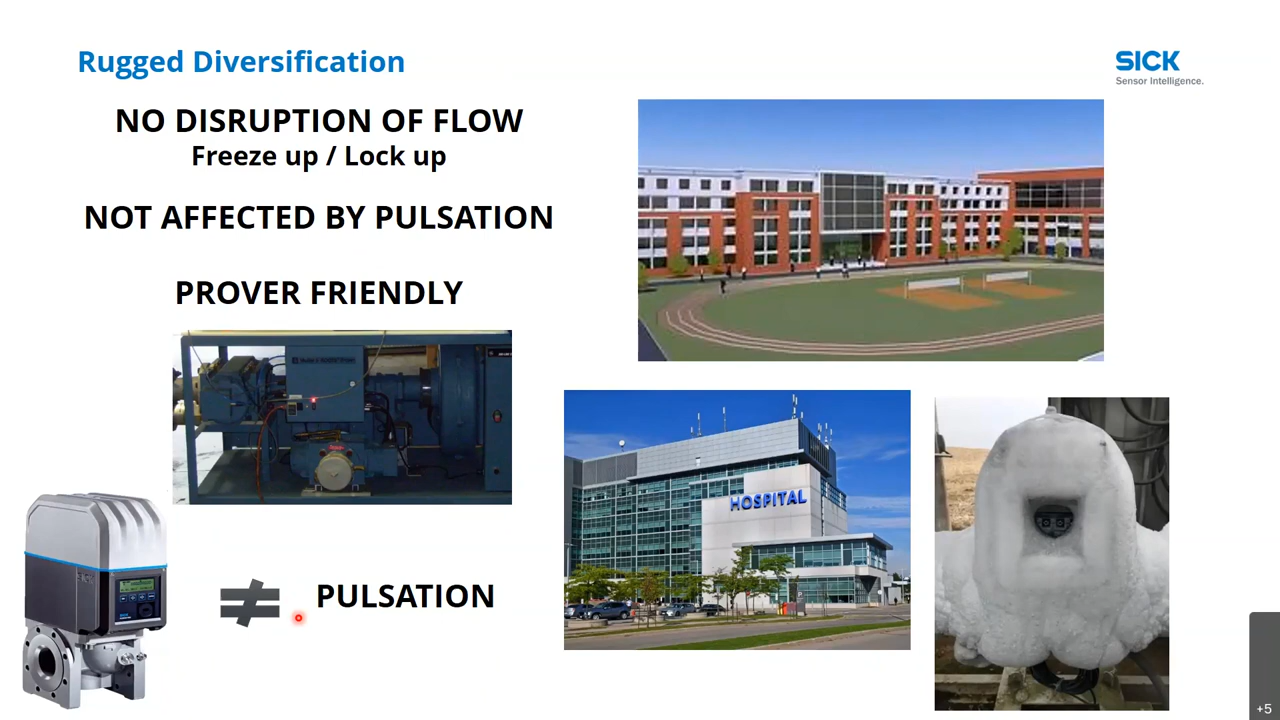 Rugged Diversification
SICK
Sensor Intelligence.
NO DISRUPTION OF FLOW
Freeze up / Lock up
NOT AFFECTED BY PULSATION
PROVER FRIENDLY
HOSPITAL
≠ PULSATION
+5